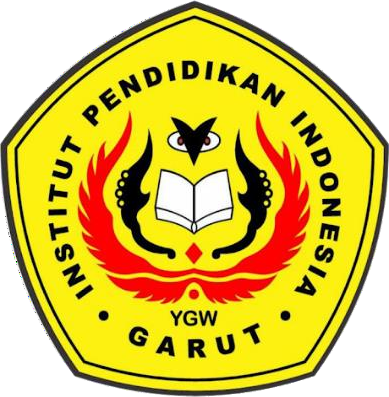 INSTITUT PENDIDIKAN INDONESIA
YGW
• GARUT •